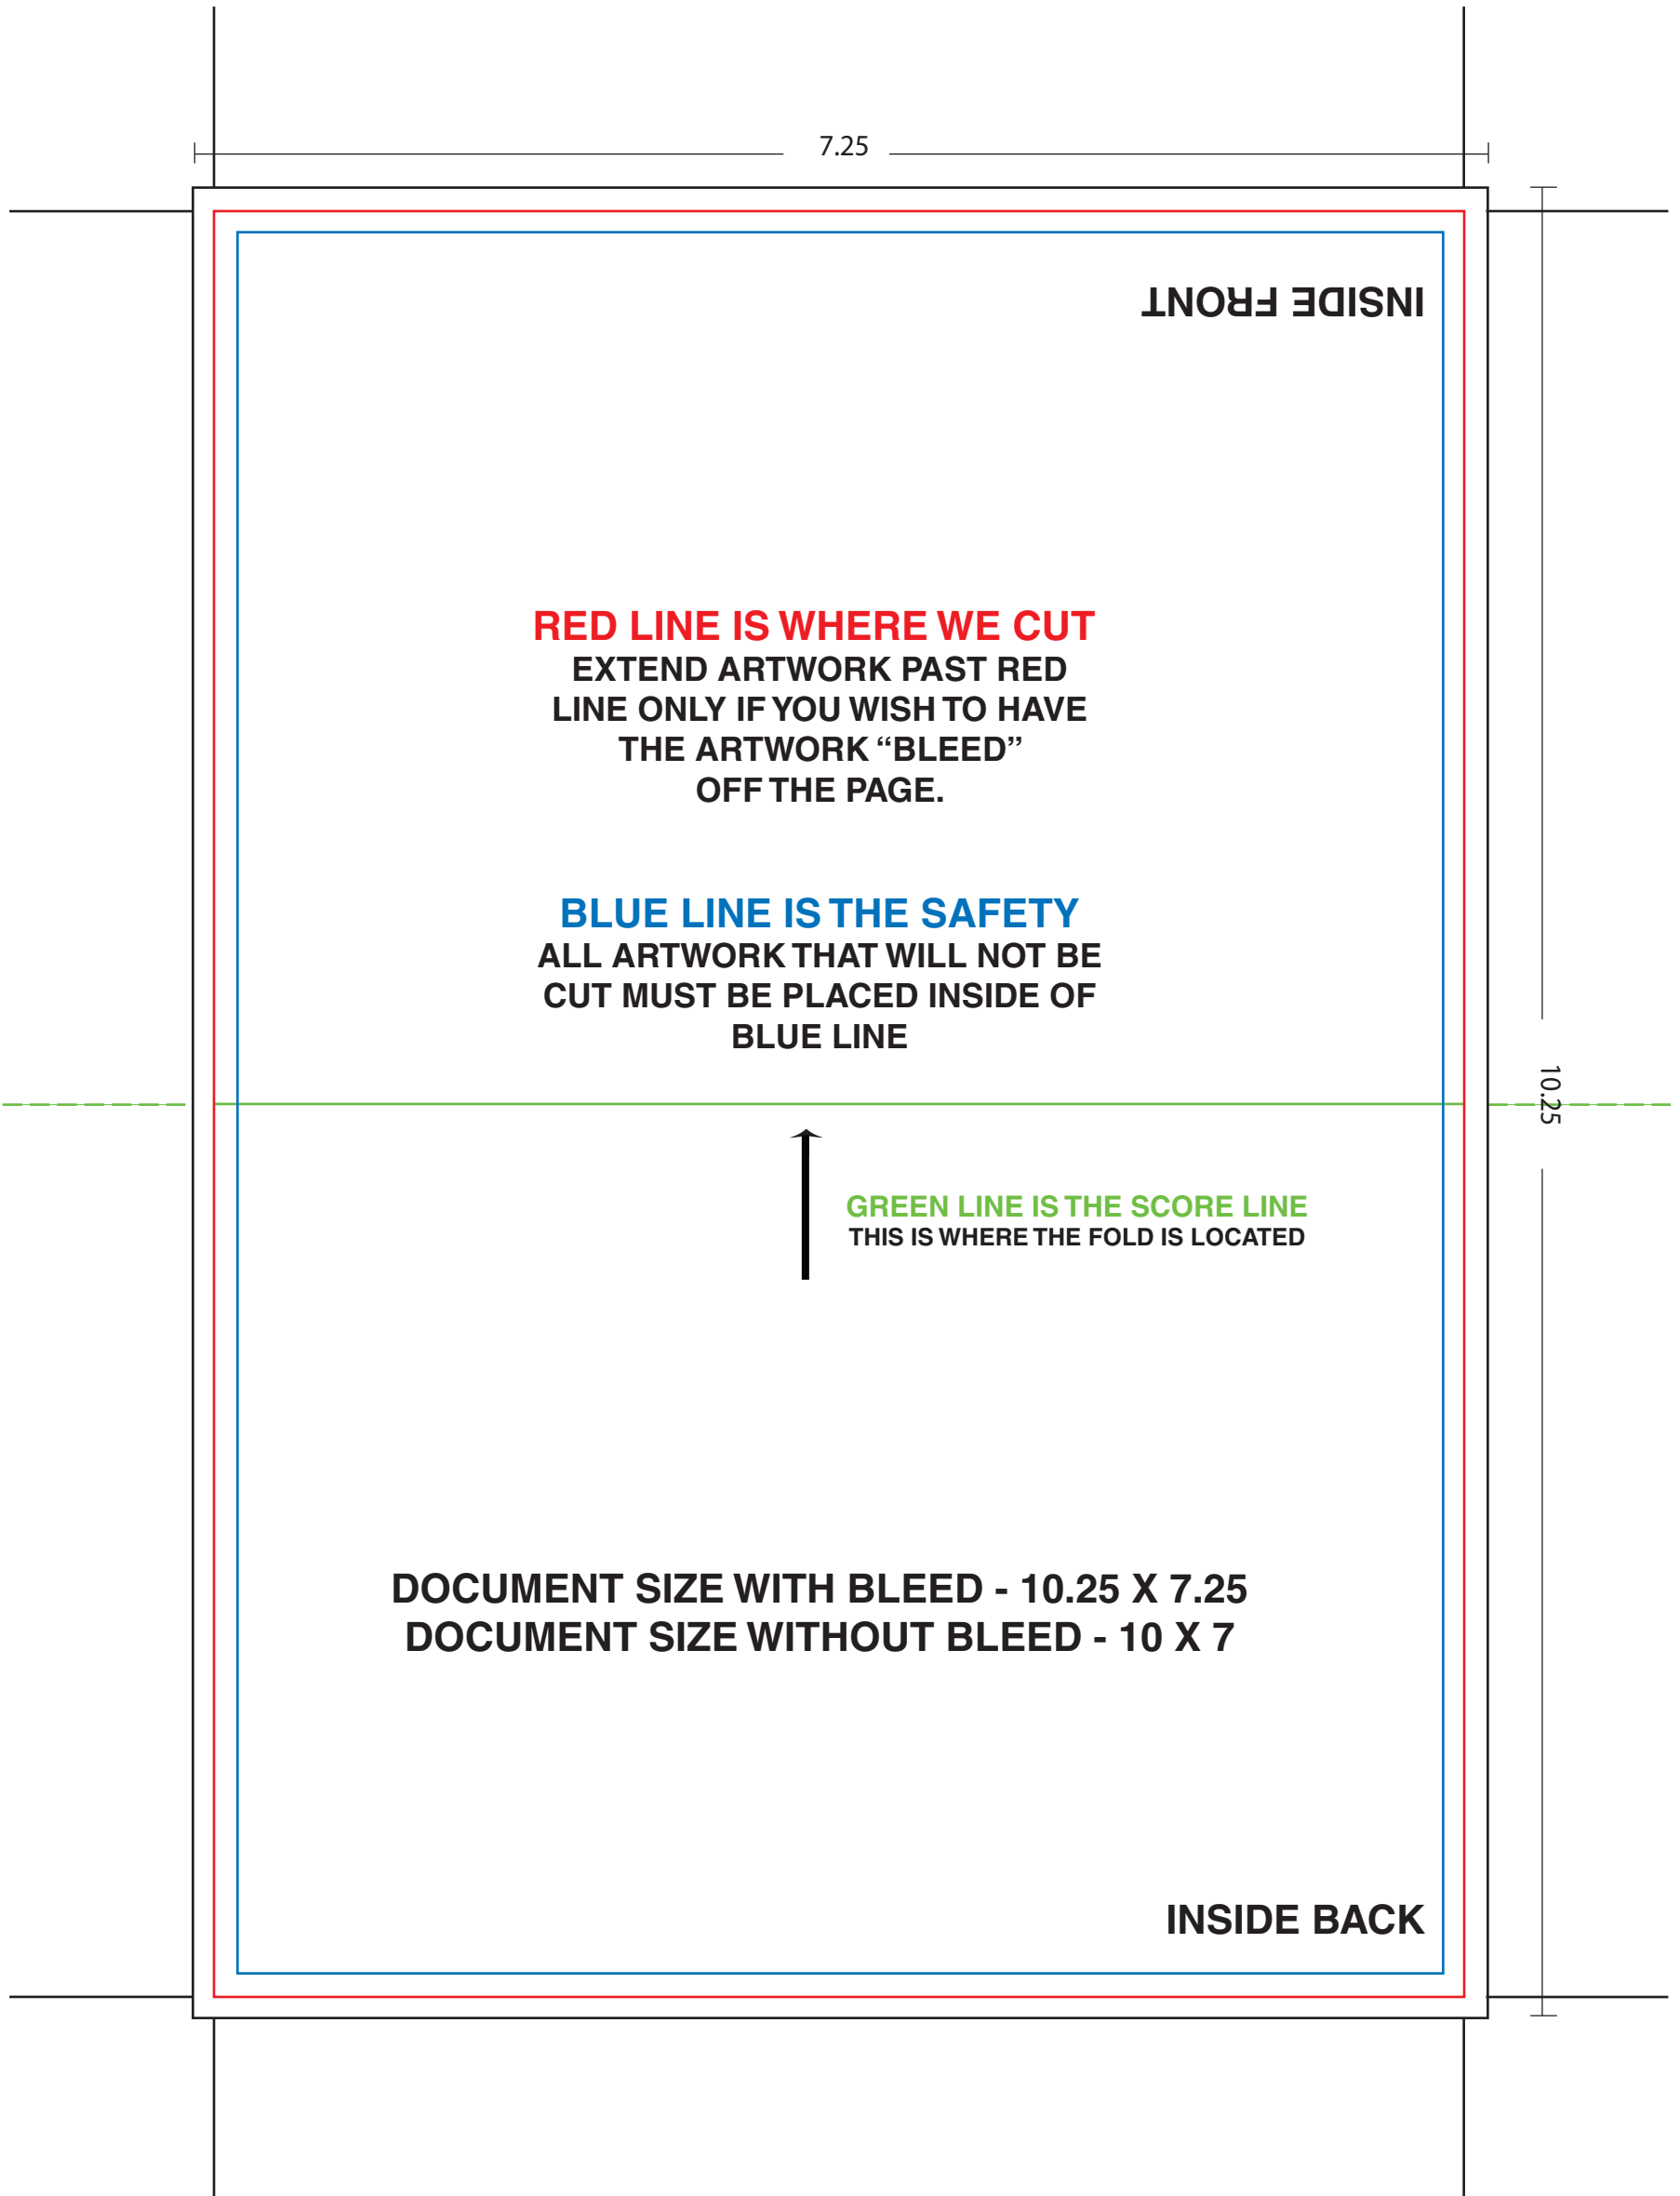 7.25
INSIDE FRONT
RED LINE IS WHERE WE CUT
EXTEND ARTWORK PAST RED
LINE ONLY IF YOU WISH TO HAVE
THE ARTWORK “BLEED”
OFF THE PAGE.
BLUE LINE IS THE SAFETY
ALL ARTWORK THAT WILL NOT BE
CUT MUST BE PLACED INSIDE OF
BLUE LINE
10.25
GREEN LINE IS THE SCORE LINE
THIS IS WHERE THE FOLD IS LOCATED
DOCUMENT SIZE WITH BLEED - 10.25 X 7.25
DOCUMENT SIZE WITHOUT BLEED - 10 X 7
INSIDE BACK